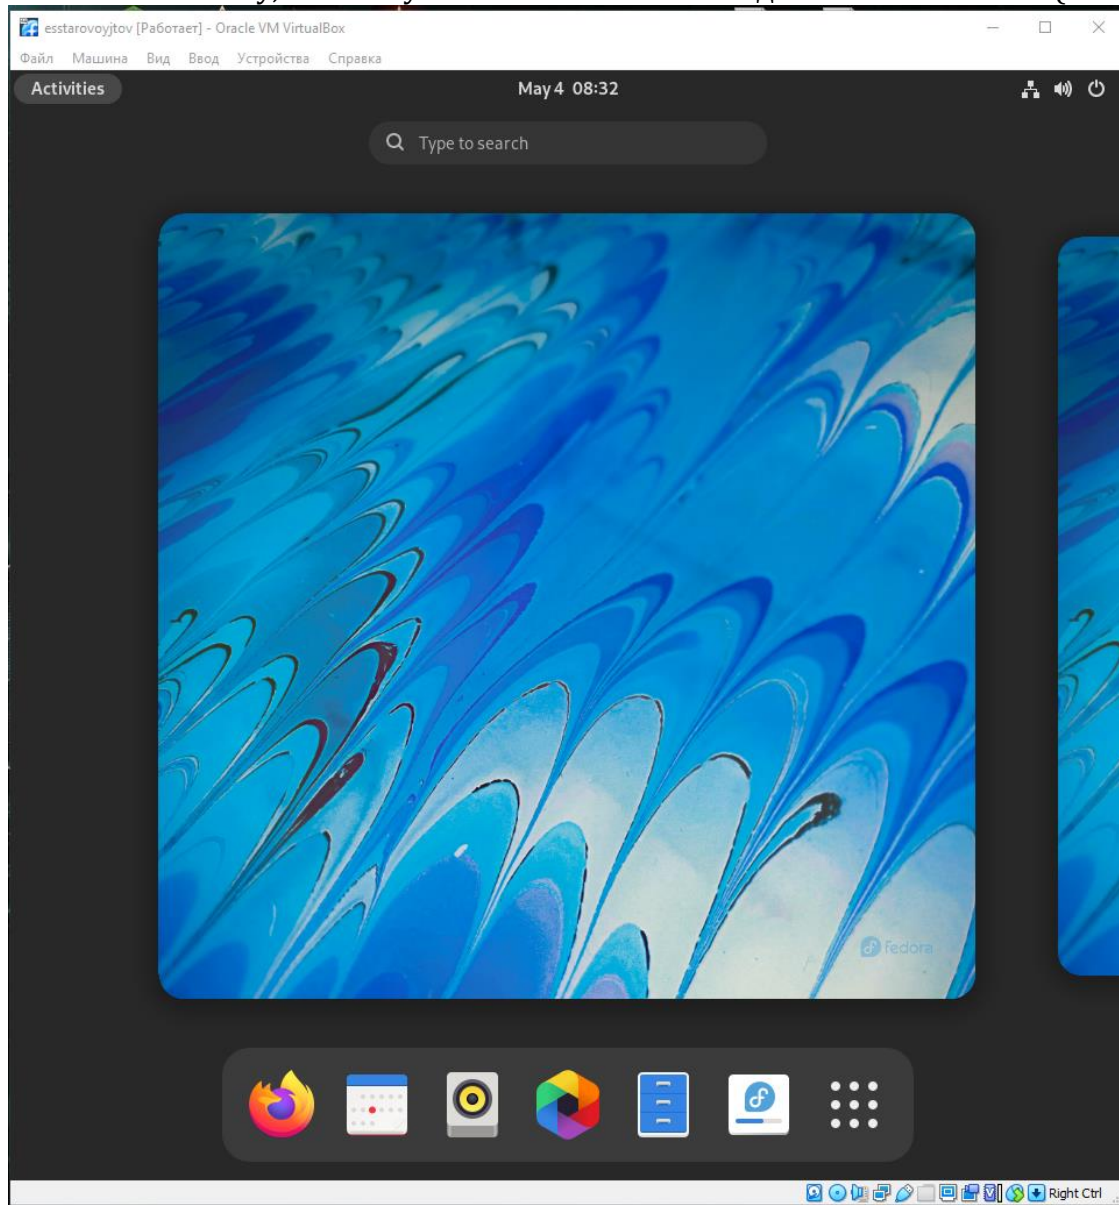 esstarovoyjtov [Работает] - Oracle VM VirtualBox
Файл Машина Вид Ввод Устройства Справка
Activities
May 4 08:32
Type to search
fedora
Right Ctrl